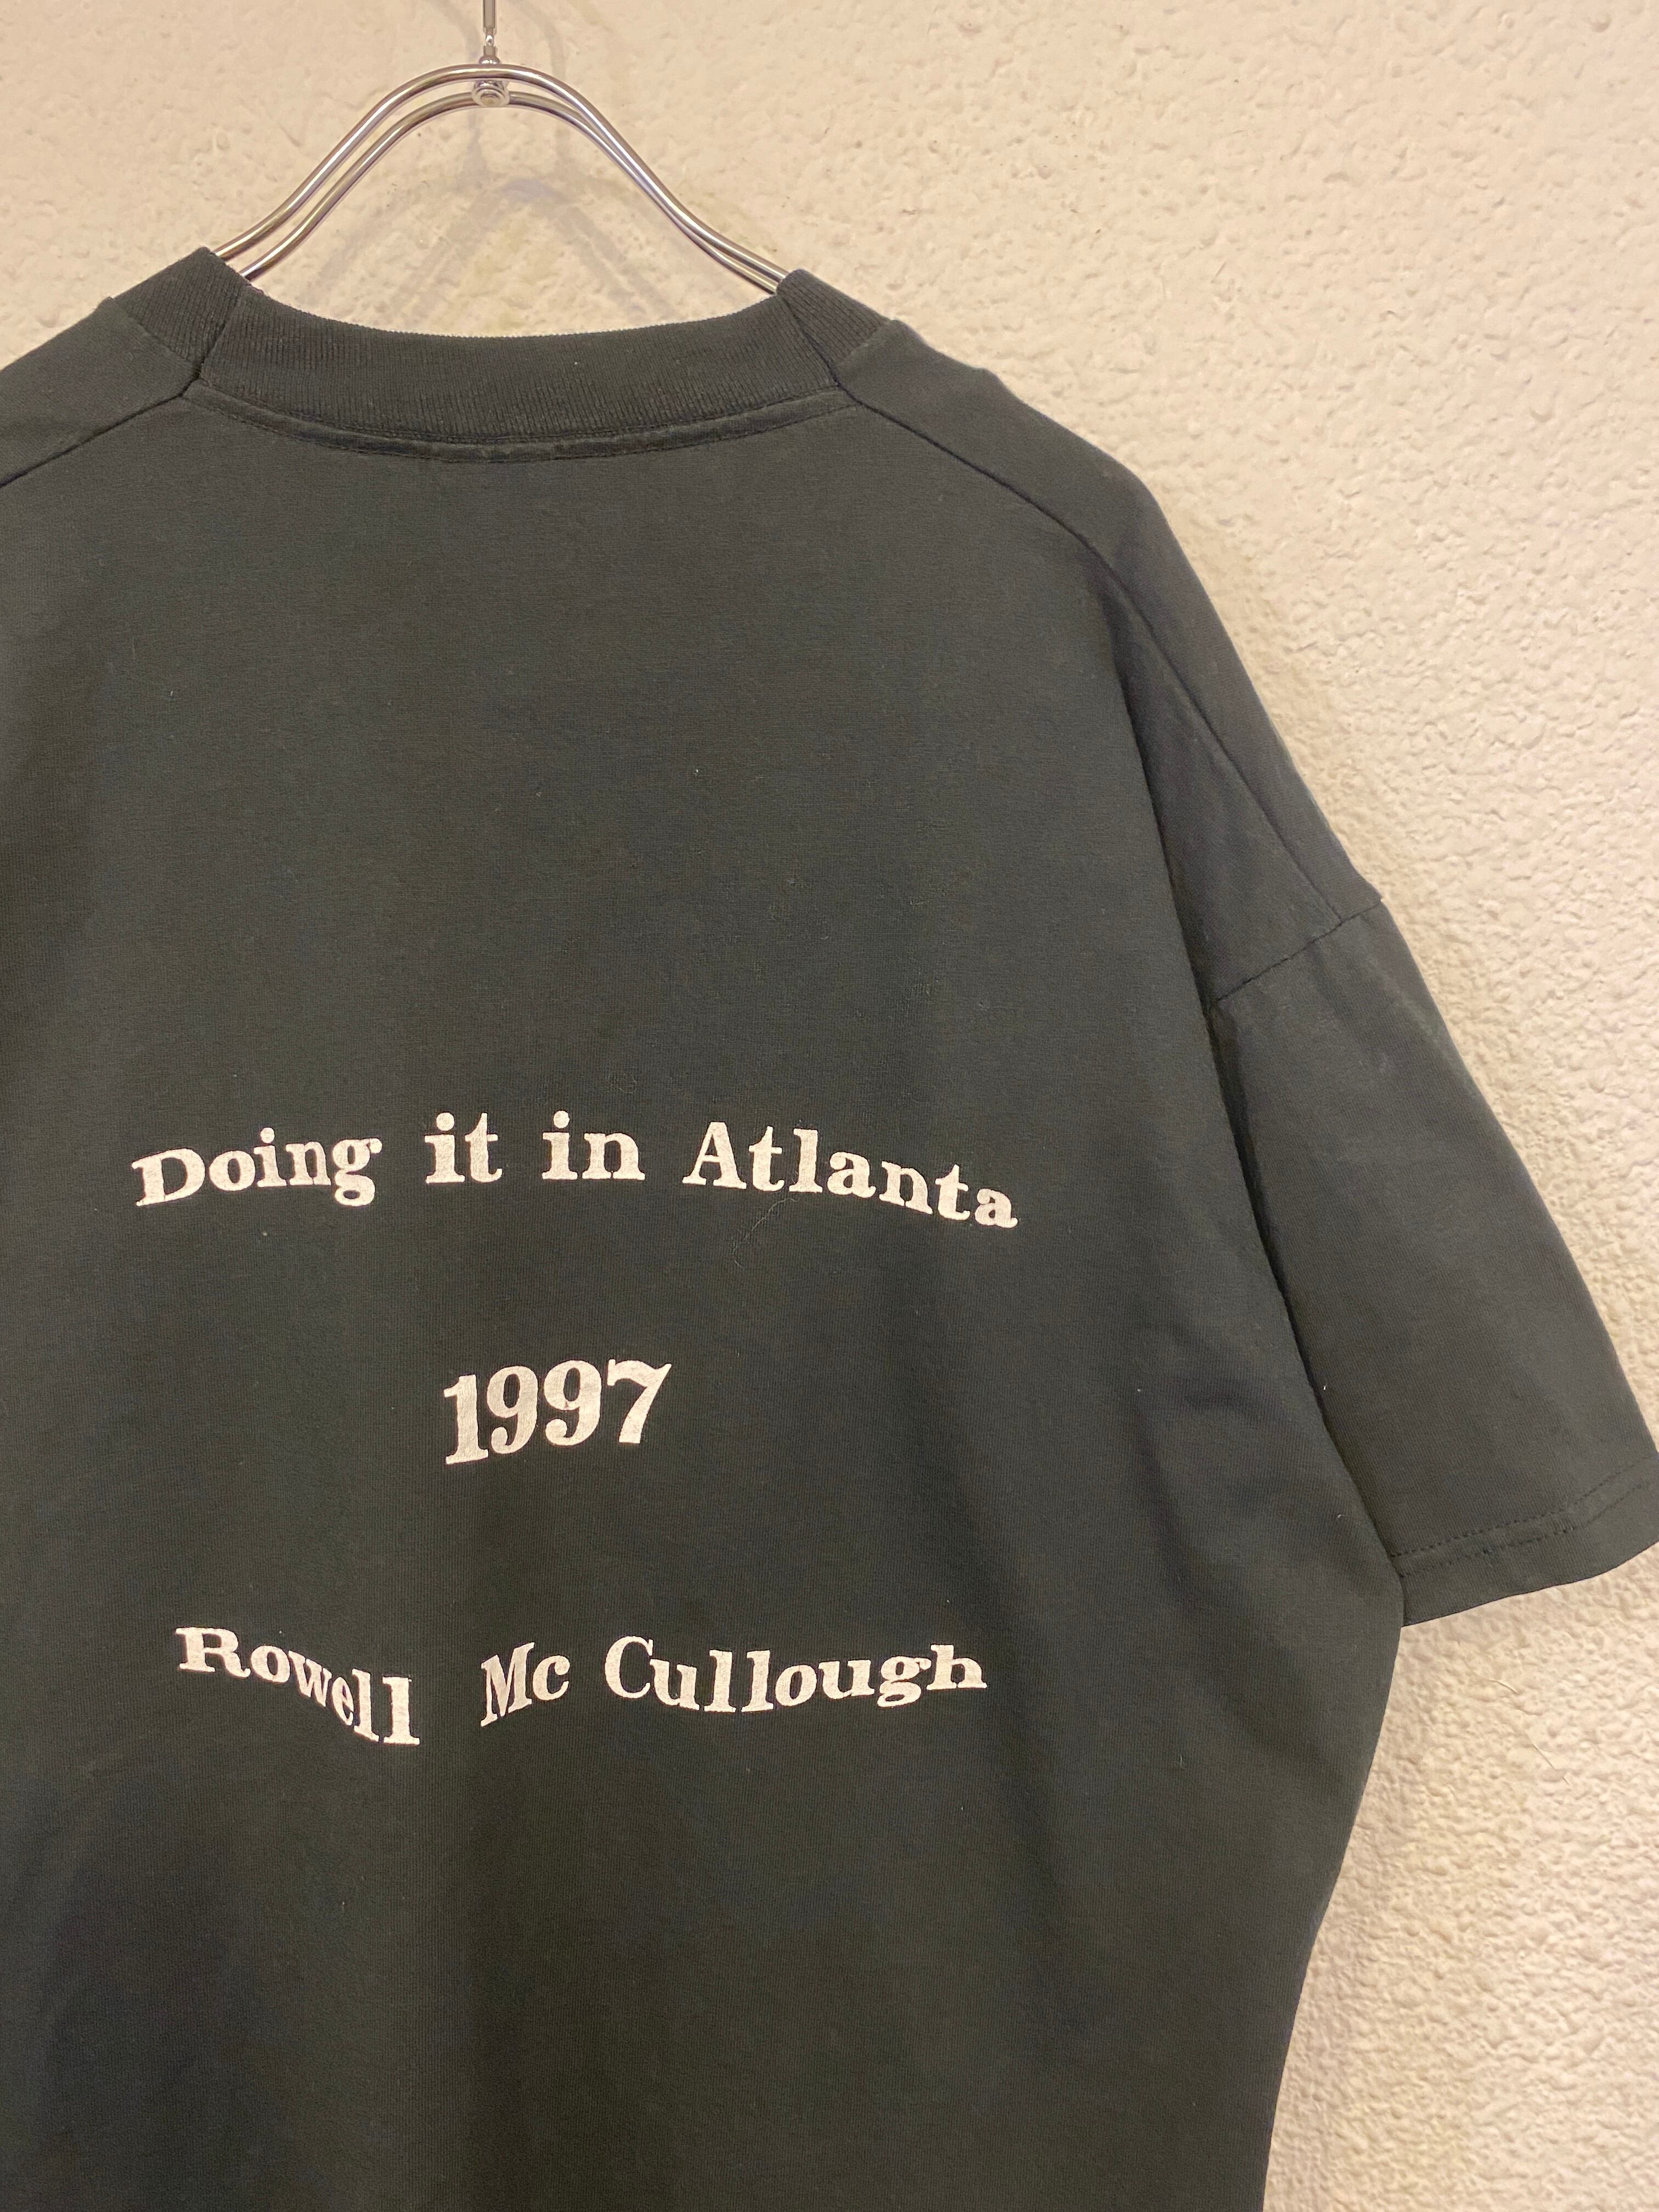 Doing it in Atlanta
1997
Rowell Mc Cullough